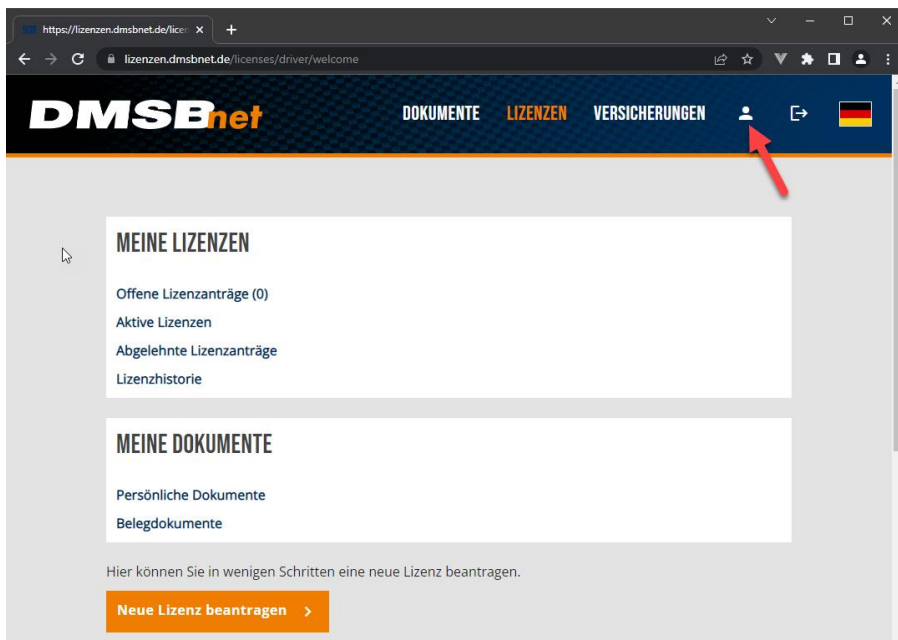 https://lizenzen.dmsbnet.de/licen
lizenzen.dmsbnet.de/licenses/driver/welcome
DMSBnet
DOKUMENTE LIZENZEN VERSICHERUNGEN
MEINE LIZENZEN
Offene Lizenzanträge (0)
Aktive Lizenzen
Abgelehnte Lizenzanträge
Lizenzhistorie
MEINE DOKUMENTE
Persönliche Dokumente
Belegdokumente
Hier können Sie in wenigen Schritten eine neue Lizenz beantragen.
Neue Lizenz beantragen